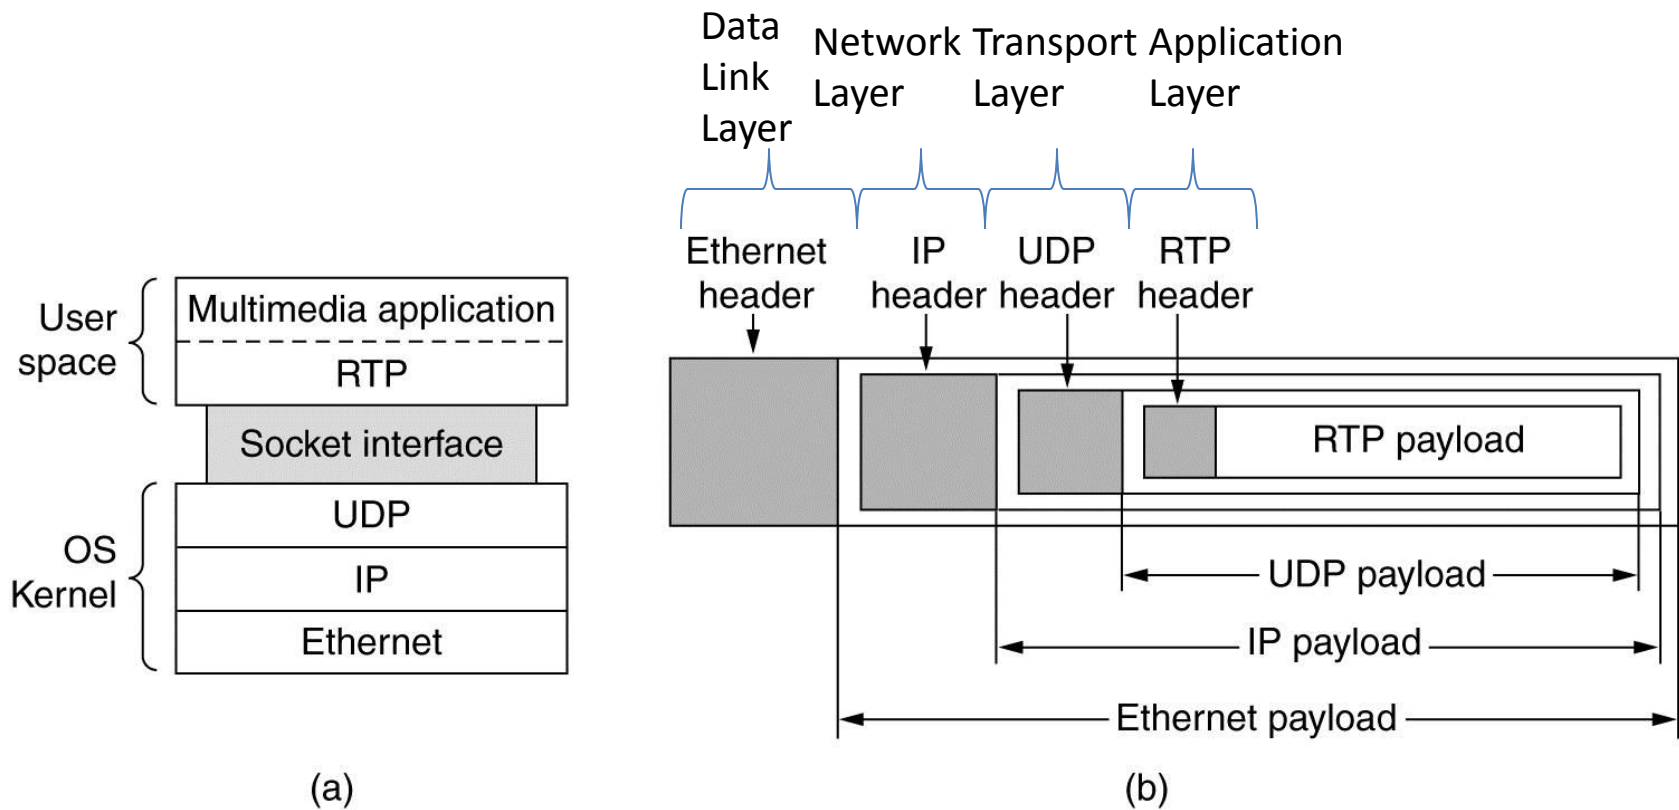 Data
Link
Layer
Network
Layer
Transport
Layer
Application
Layer
User
space
Multimedia application
RTP
Socket interface
OS
Kernel
UDP
IP
Ethernet
(a)
Ethernet
header
IP
header
UDP
header
RTP
header
RTP payload
UDP payload
IP payload
Ethernet payload
(b)